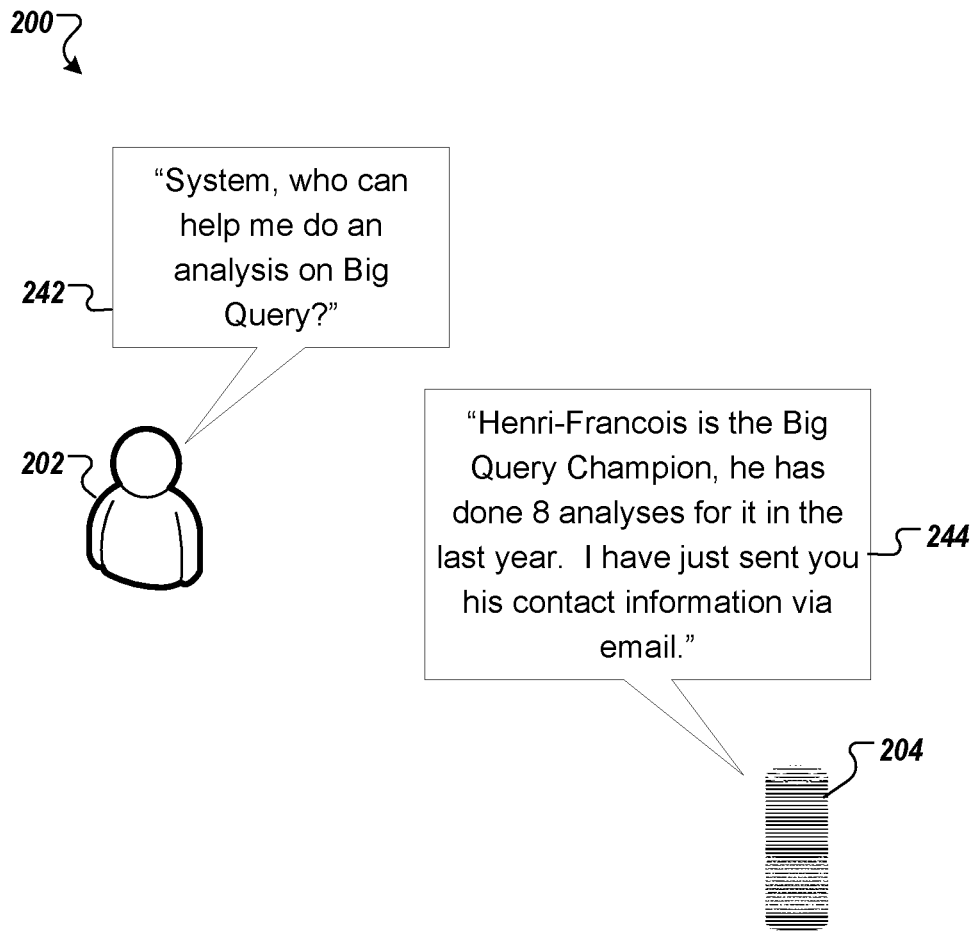 200
“System, who can
help me do an
analysis on Big
Query?”
242
202
“Henri-Francois is the Big
Query Champion, he has
done 8 analyses for it in the
last year.  I have just sent you
his contact information via
email.”
244
204